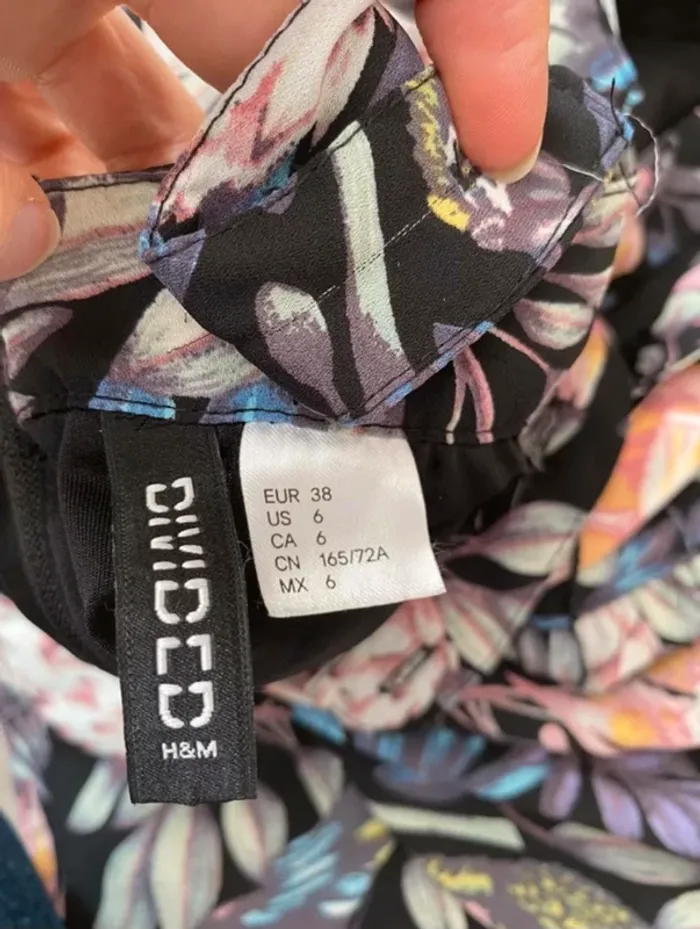 EUR 38
US 6
CA 6
CN 165/72A
MX 6
DIVIDED
H&M